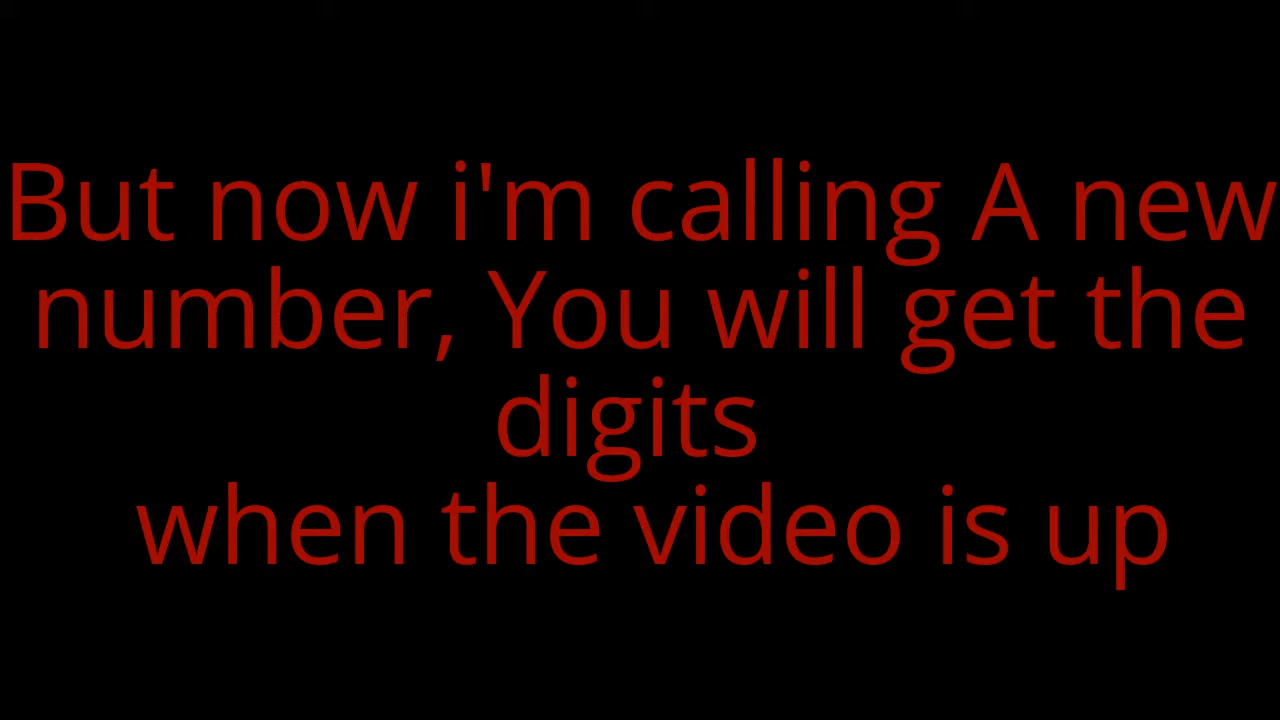 But now i'm calling A new
number, You will get the
digits
when the video is up